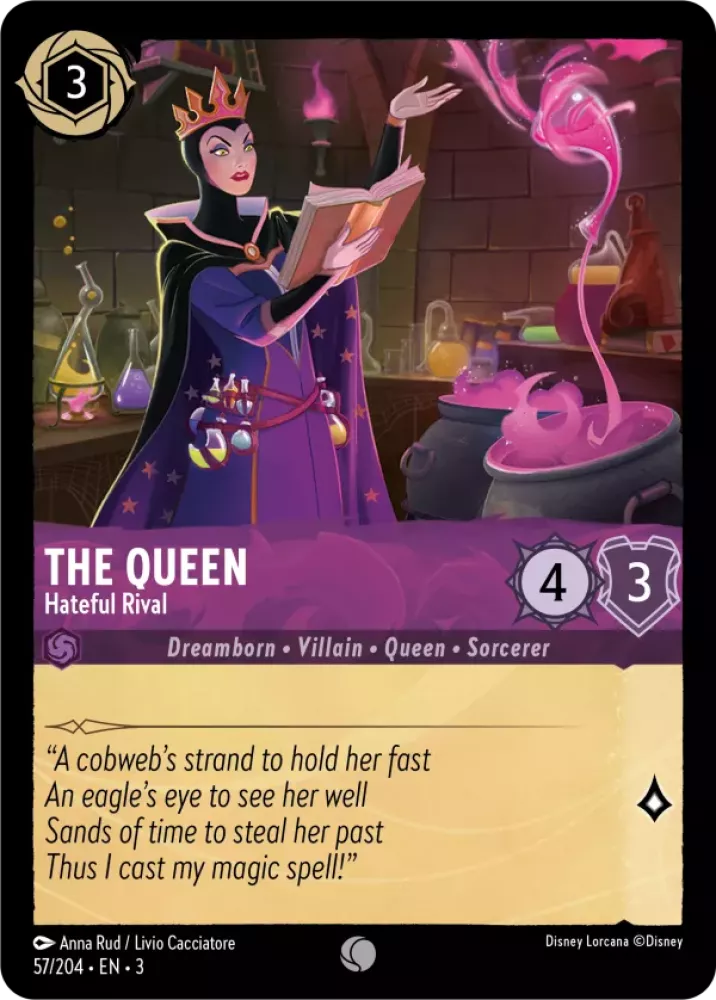 3
THE QUEEN
Hateful Rival
4
3
Dreamborn • Villain • Queen • Sorcerer
“A cobweb’s strand to hold her fast
An eagle’s eye to see her well
Sands of time to steal her past
Thus I cast my magic spell!”
Anna Rud / Livio Cacciatore
Disney Lorcana ©Disney
57/204 • EN • 3